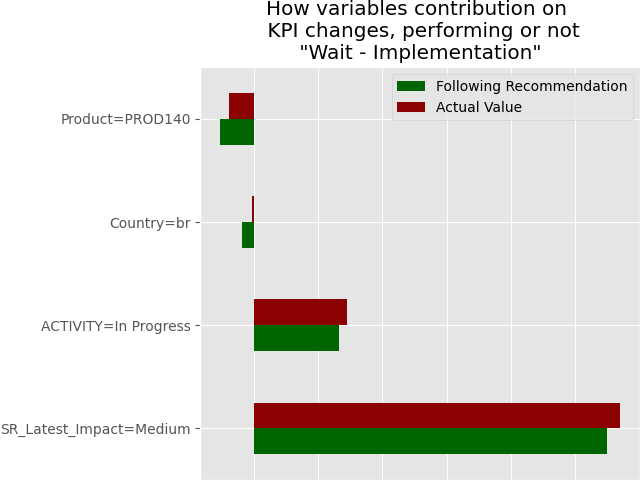 How variables contribution on
KPI changes, performing or not
"Wait - Implementation"
Following Recommendation
Actual Value
Product=PROD140
Country=br
ACTIVITY=In Progress
SR_Latest_Impact=Medium